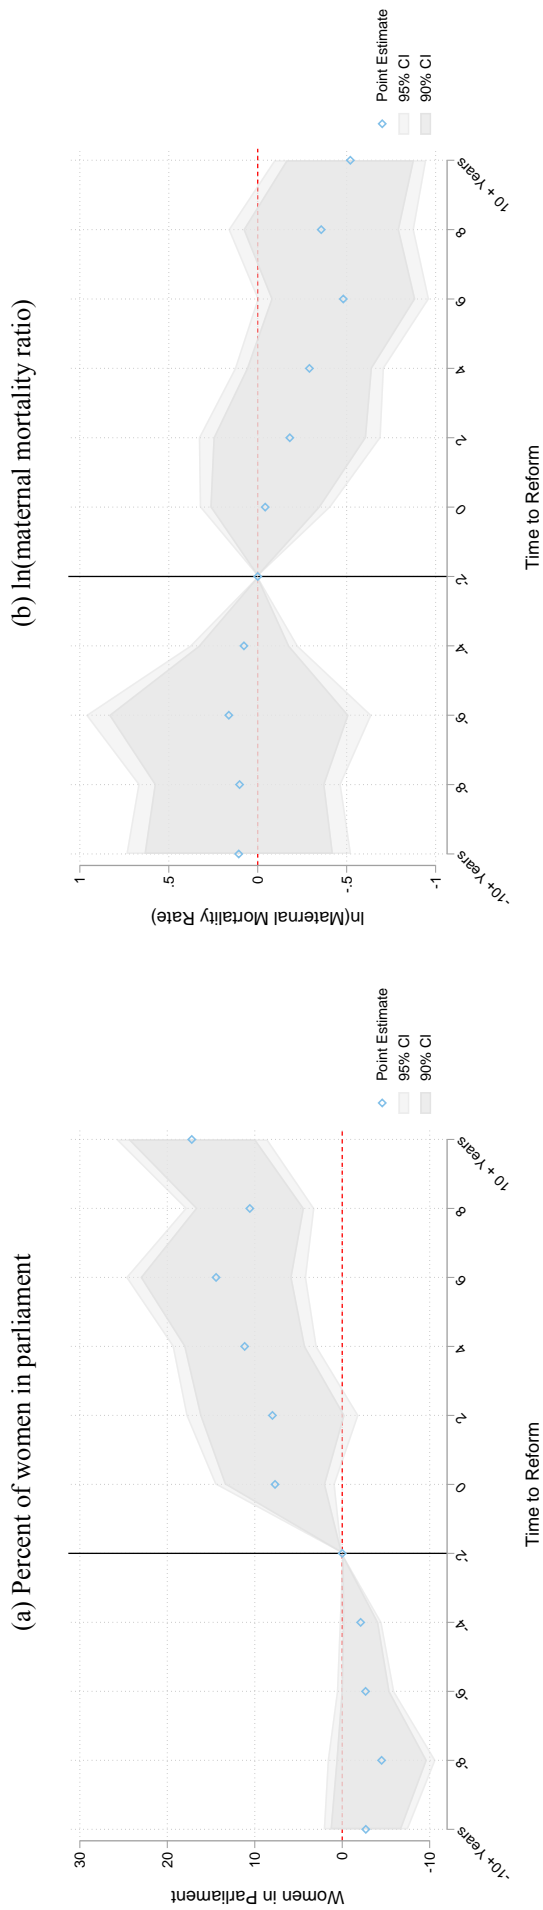 (a) Percent of women in parliament
Women in Parliament
30
20
10
0
-10
-10+ Years
-8
-6
-4
-2
0
2
4
6
8
10 + Years
Time to Reform
Point Estimate
95% CI
90% CI
(b) ln(maternal mortality ratio)
ln(Maternal Mortality Rate)
1
.5
0
-.5
-1
-10+ Years
-8
-6
-4
-2
0
2
4
6
8
10 + Years
Time to Reform
Point Estimate
95% CI
90% CI